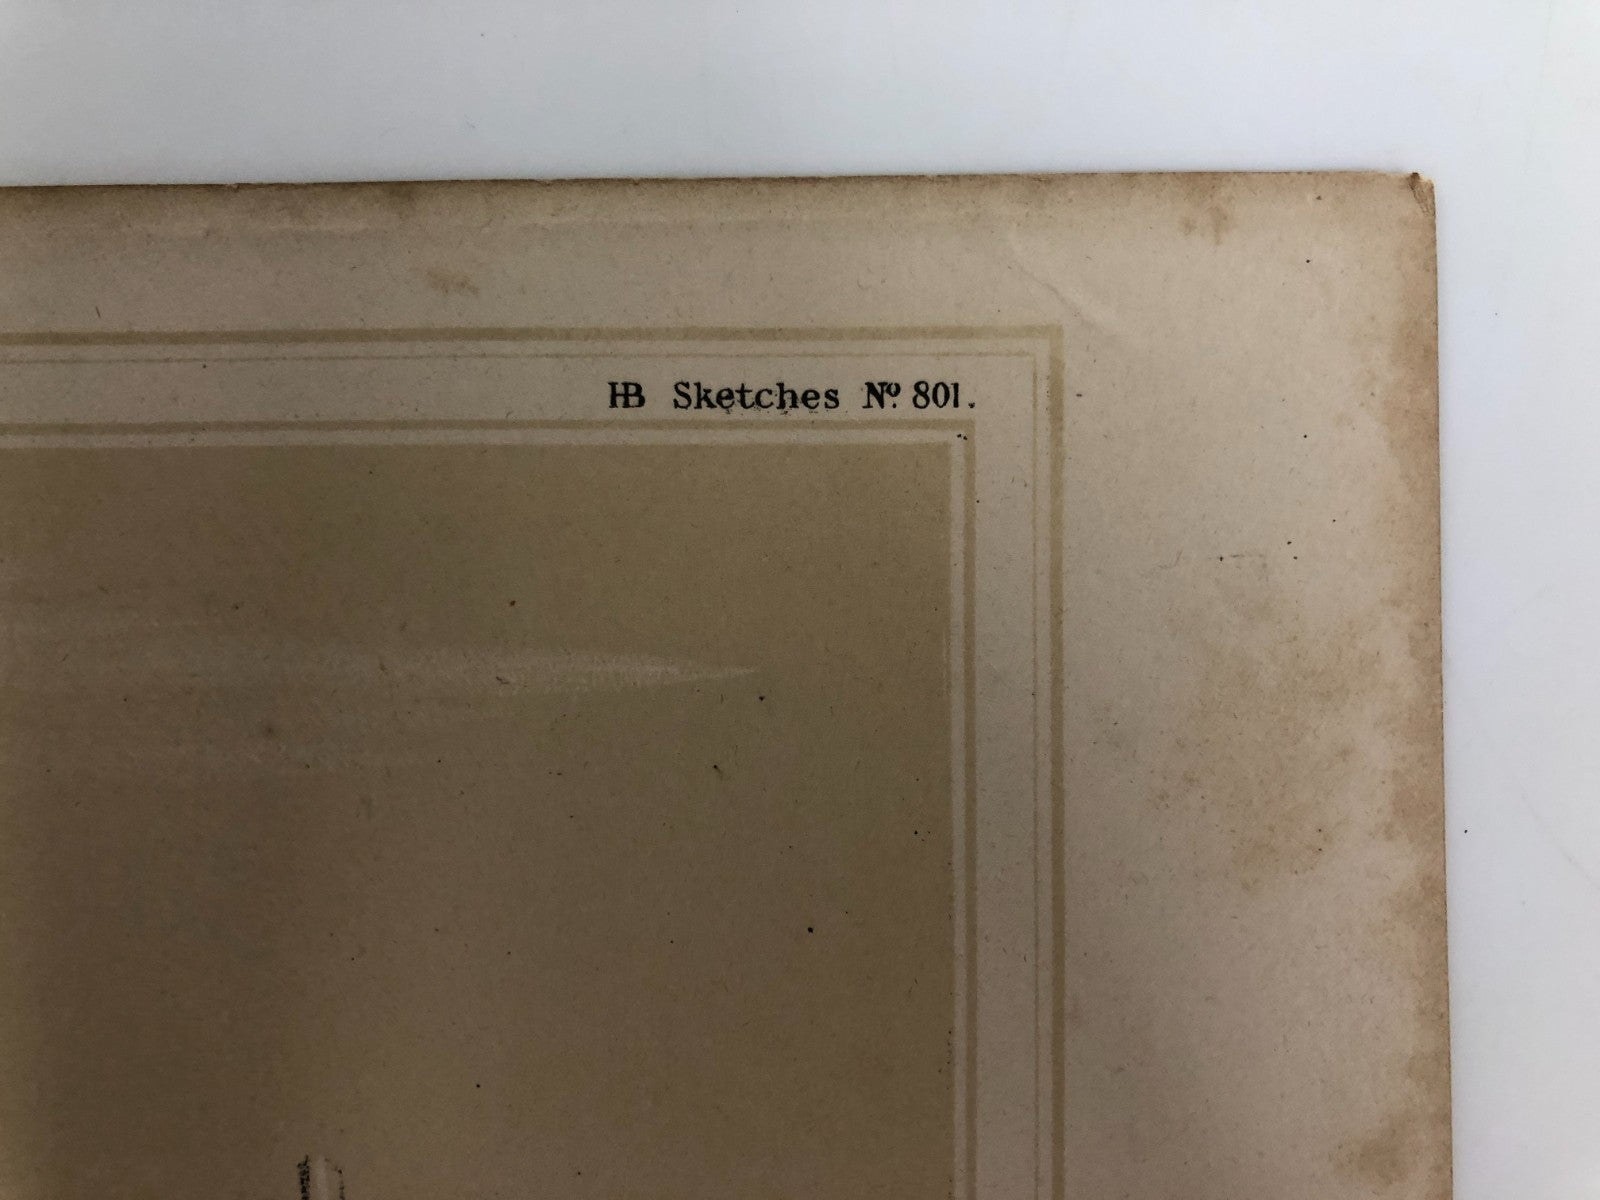 HB Sketches Nº 801.